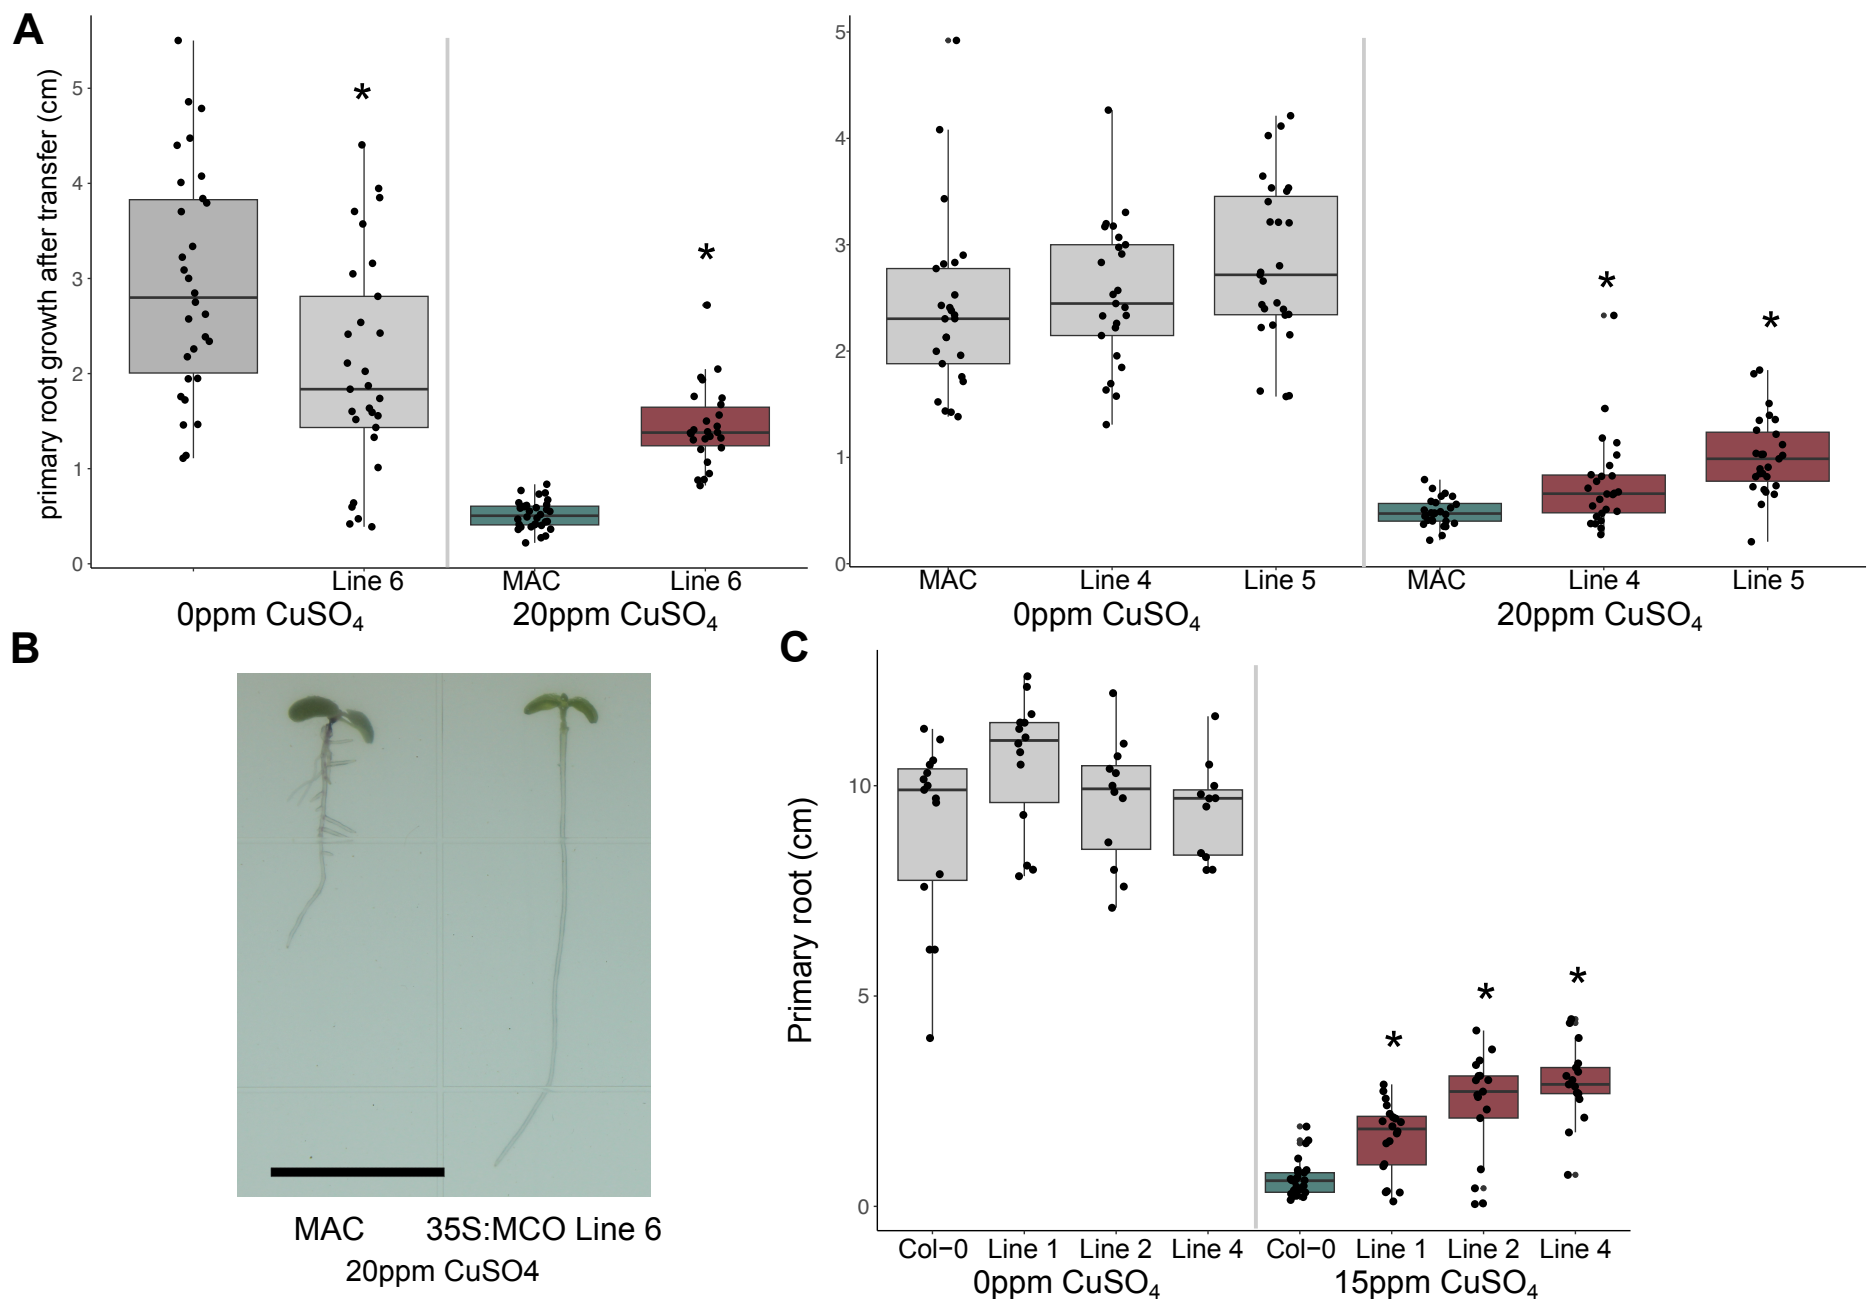 A
primary root growth after transfer (cm)
5
4
3
2
1
0
*
*
Line 6 MAC Line 6
0ppm CuSO₄ 20ppm CuSO₄
5
4
3
2
1
0
*
*
MAC Line 4 Line 5 MAC Line 4 Line 5
0ppm CuSO₄ 20ppm CuSO₄
B
MAC 35S:MCO Line 6
20ppm CuSO4
C
Primary root (cm)
10
5
0
*
*
*
Col−0 Line 1 Line 2 Line 4 Col−0 Line 1 Line 2 Line 4
0ppm CuSO₄ 15ppm CuSO₄